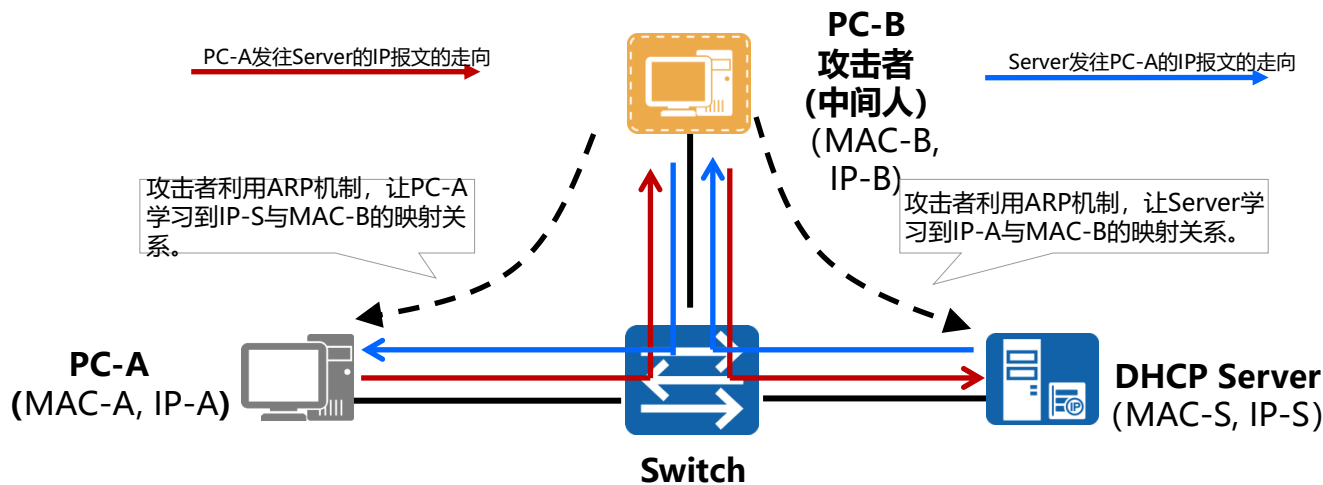 PC-A发往Server的IP报文的走向
PC-B
攻击者
(中间人)
(MAC-B,
IP-B)
Server发往PC-A的IP报文的走向
攻击者利用ARP机制，让PC-A
学习到IP-S与MAC-B的映射关
系。
攻击者利用ARP机制，让Server学
习到IP-A与MAC-B的映射关系。
PC-A
(MAC-A, IP-A)
IP
DHCP Server
(MAC-S, IP-S)
Switch